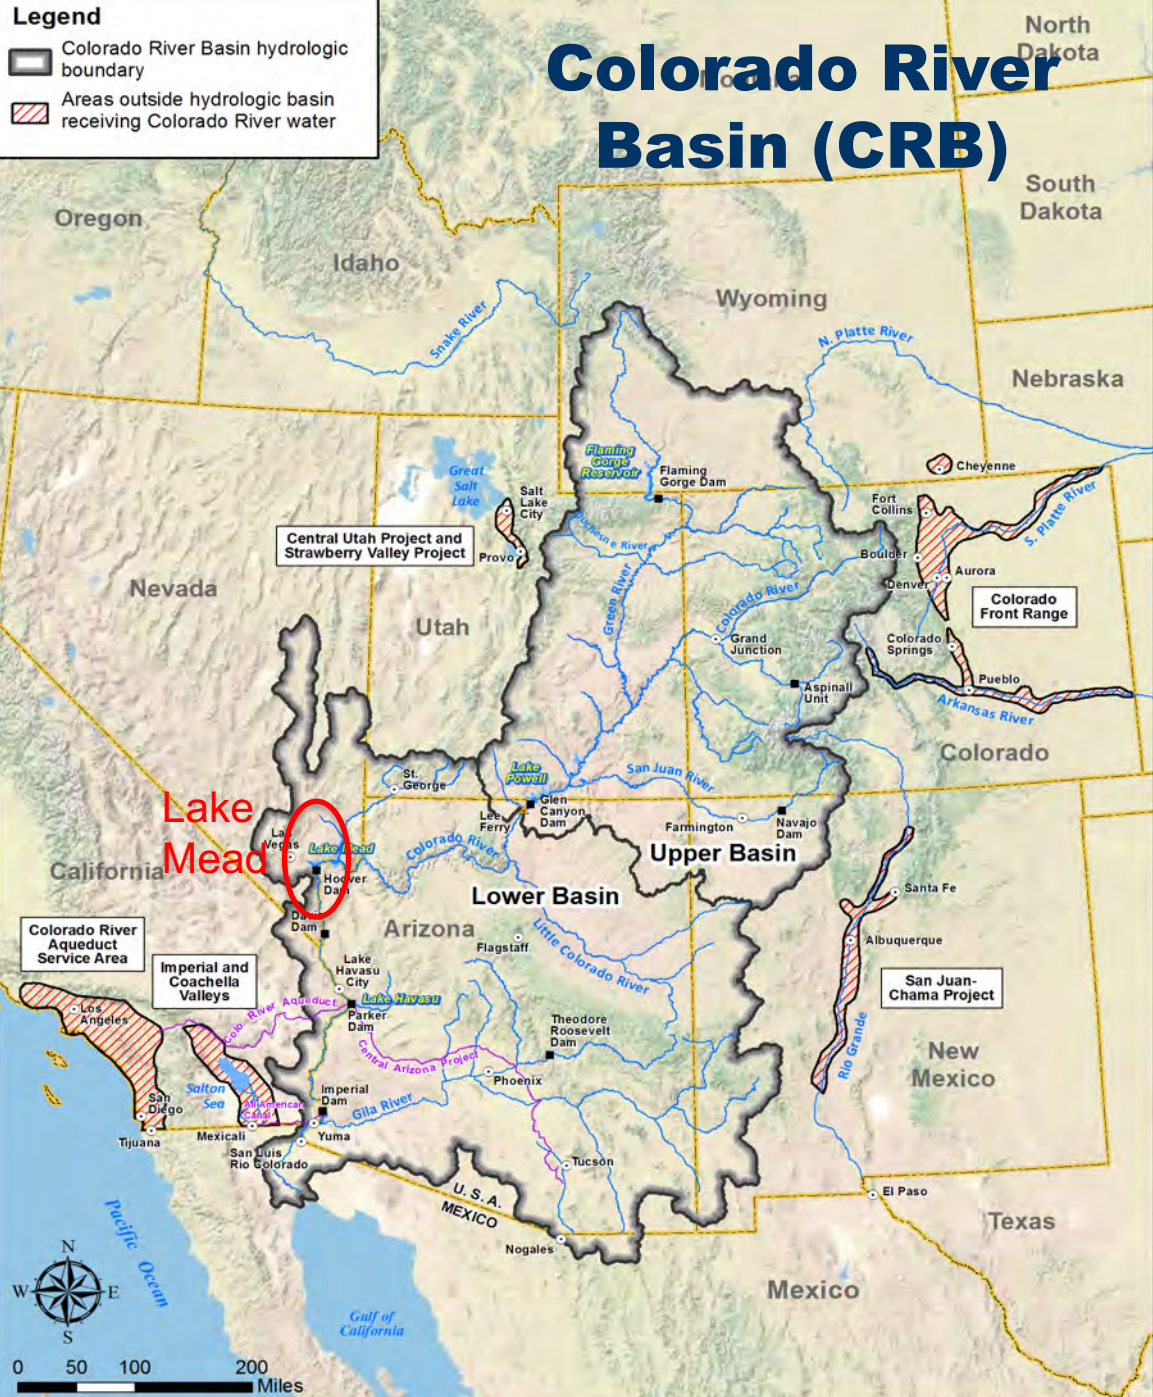 Legend
Colorado River Basin hydrologic
boundary
Areas outside hydrologic basin
receiving Colorado River water
Colorado River
Basin (CRB)
North
Dakota
Montana
South
Dakota
Oregon
Idaho
Wyoming
Snake River
N. Platte River
Nebraska
Great
Salt
Lake
Flaming
Gorge
Reservoir
Flaming
Gorge Dam
Cheyenne
Salt
Lake
City
Fort
Collins
S. Platte River
Central Utah Project and
Strawberry Valley Project
Provo
Duchesne River
Boulder
Denver
Aurora
Nevada
Utah
Green River
Colorado River
Colorado
Front Range
Grand
Junction
Colorado
Springs
Aspinall
Unit
Pueblo
Arkansas River
Colorado
St.
George
Lake
Powell
San Juan River
Lee
Ferry
Glen
Canyon
Dam
Farmington
Navajo
Dam
Lake
Mead
Las
Vegas
Lake Mead
Hoover
Dam
Colorado River
Upper Basin
Lower Basin
California
Santa Fe
Davis
Dam
Arizona
Flagstaff
Little Colorado River
Albuquerque
Colorado River
Aqueduct
Service Area
Imperial and
Coachella
Valleys
Lake
Havasu
City
Lake Havasu
Parker
Dam
San Juan-
Chama Project
Los
Angeles
Colo. River Aqueduct
Theodore
Roosevelt
Dam
Central Arizona Project
Rio Grande
New
Mexico
Phoenix
Salton
Sea
San
Diego
All American
Canal
Imperial
Dam
Gila River
Tijuana
Mexicali
Yuma
San Luis
Rio Colorado
Tucson
U. S. A.
MEXICO
El Paso
Nogales
Texas
Pacific Ocean
Mexico
Gulf of
California
N
W E
S
0 50 100 200
Miles